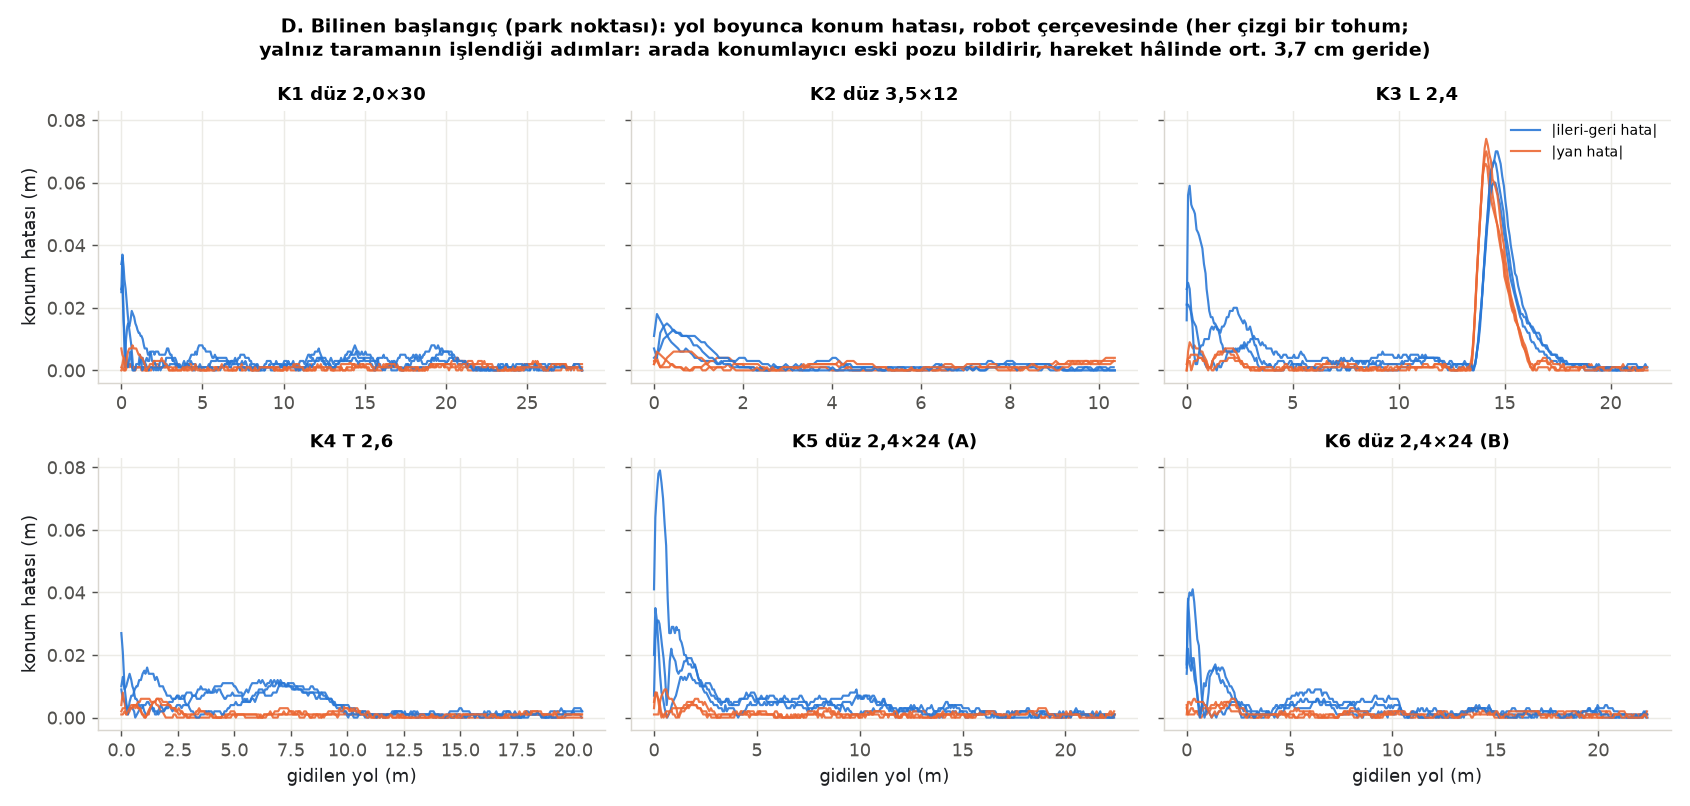 D. Bilinen başlangıç (park noktası): yol boyunca konum hatası, robot çerçevesinde (her çizgi bir tohum;
yalnız taramanın işlendiği adımlar: arada konumlayıcı eski pozu bildirir, hareket hâlinde ort. 3,7 cm geride)
K1 düz 2,0×30
K2 düz 3,5×12
K3 L 2,4
konum hatası (m)
0.08
0.06
0.04
0.02
0.00
|ileri-geri hata|
|yan hata|
0 5 10 15 20 25
0 2 4 6 8 10
0 5 10 15 20
K4 T 2,6
K5 düz 2,4×24 (A)
K6 düz 2,4×24 (B)
konum hatası (m)
0.08
0.06
0.04
0.02
0.00
0.0 2.5 5.0 7.5 10.0 12.5 15.0 17.5 20.0
0 5 10 15 20
0 5 10 15 20
gidilen yol (m)
gidilen yol (m)
gidilen yol (m)